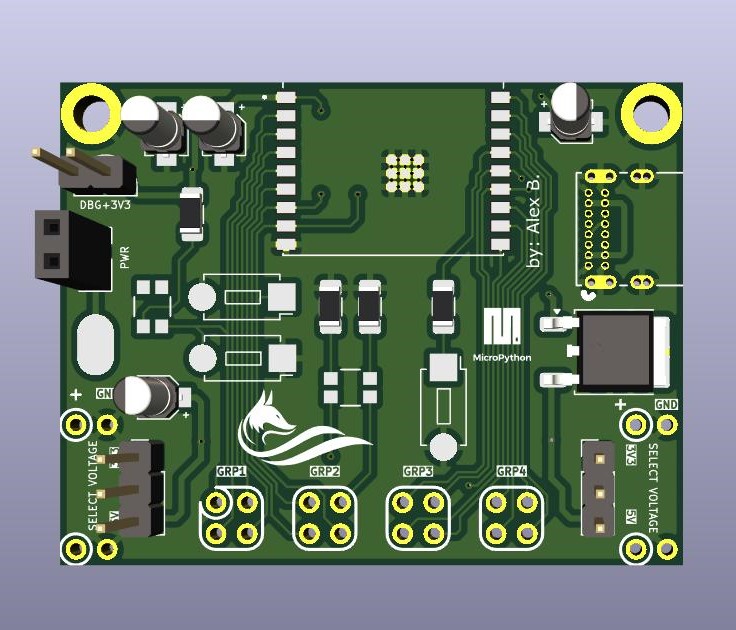 DBG+3V3
PWR
by: Alex B.
MicroPython
+
GN
+
GND
SELECT VOLTAGE
5V
GRP1
GRP2
GRP3
GRP4
3V3
SELECT VOLTAGE
5V